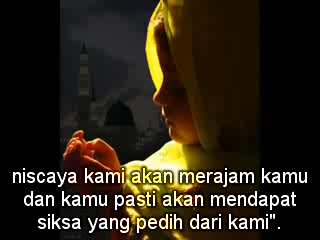 niscaya kami akan merajam kamu
dan kamu pasti akan mendapat
siksa yang pedih dari kami".